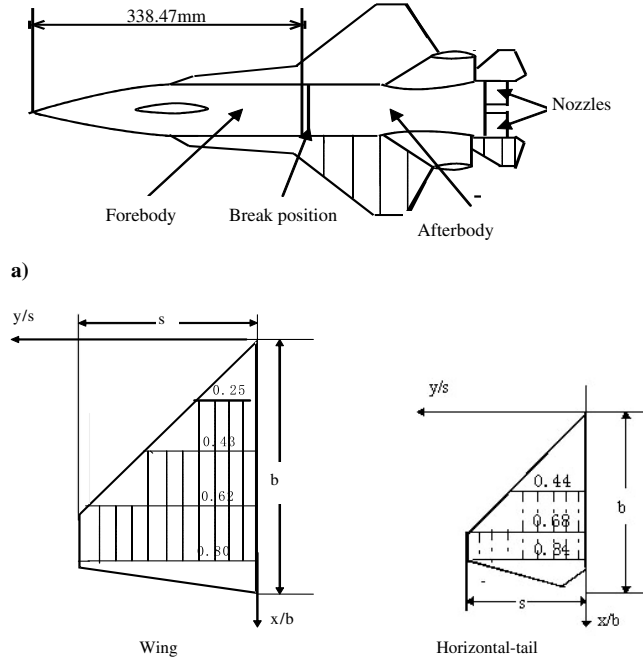 338.47mm
Nozzles
Forebody
Break position
Afterbody
a)
y/s
s
0.25
0.43
b
0.62
0.80
x/b
Wing
y/s
0.44
b
0.68
0.84
s
x/b
Horizontal-tail